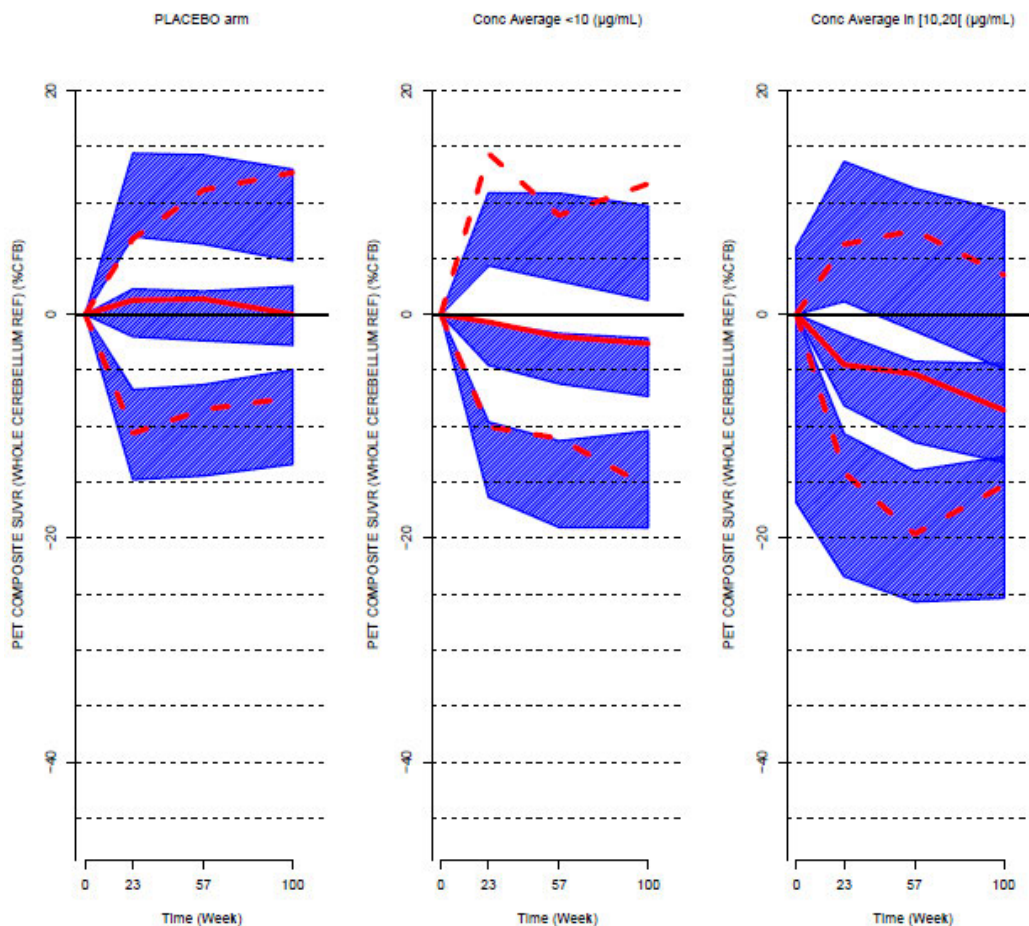 PLACEBO arm
Conc Average <10 (µg/mL)
Conc Average in [10,20[ (µg/mL)
PET COMPOSITE SUVR (WHOLE CEREBELLUM REF) (%CFB)
20
0
−20
−40
0 23 57 100
Time (Week)
PET COMPOSITE SUVR (WHOLE CEREBELLUM REF) (%CFB)
20
0
−20
−40
0 23 57 100
Time (Week)
PET COMPOSITE SUVR (WHOLE CEREBELLUM REF) (%CFB)
20
0
−20
−40
0 23 57 100
Time (Week)